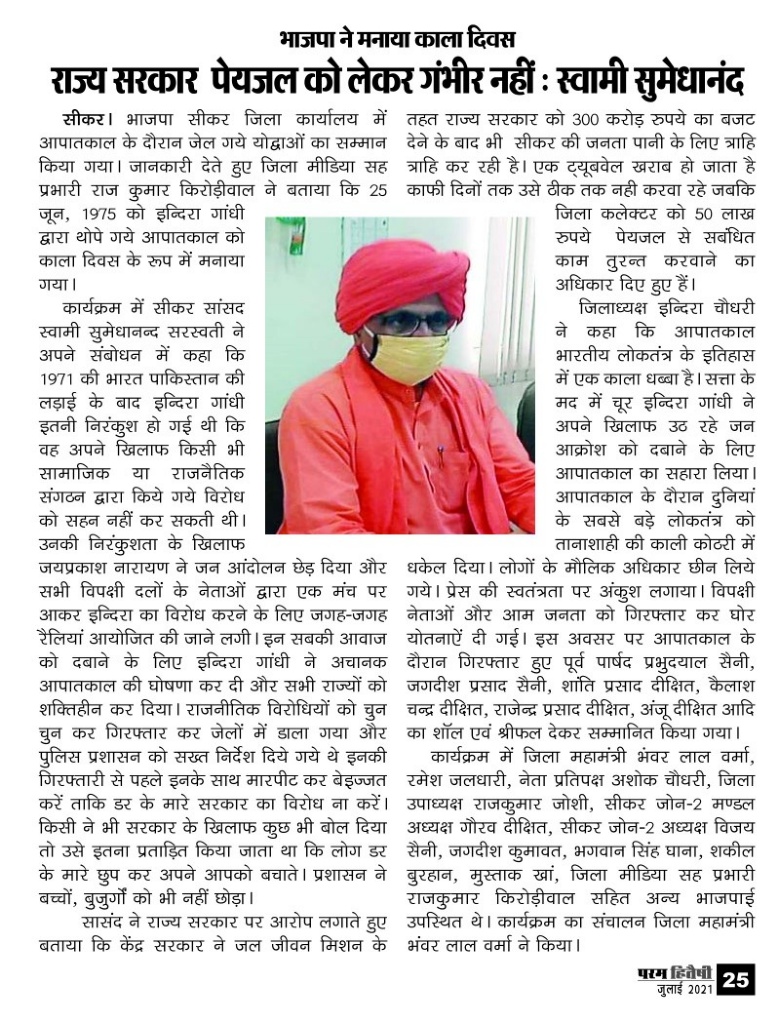 भाजपा ने मनाया काला दिवस
राज्य सरकार पेयजल को लेकर गंभीर नहीं : स्वामी सुमेधानंद
सीकर। भाजपा सीकर जिला कार्यालय में
आपातकाल के दौरान जेल गये योद्वाओं का सम्मान
किया गया। जानकारी देते हुए जिला मीडिया सह
प्रभारी राज कुमार किरोड़ीवाल ने बताया कि 25
जून, 1975 को इन्दिरा गांधी
द्वारा थोपे गये आपातकाल को
काला दिवस के रूप में मनाया
गया।
कार्यक्रम में सीकर सांसद
स्वामी सुमेधानन्द सरस्वती ने
अपने संबोधन में कहा कि
1971 की भारत पाकिस्तान की
लड़ाई के बाद इन्दिरा गांधी
इतनी निरंकुश हो गई थी कि
वह अपने खिलाफ किसी भी
सामाजिक या राजनैतिक
संगठन द्वारा किये गये विरोध
को सहन नहीं कर सकती थी।
उनकी निरंकुशता के खिलाफ
जयप्रकाश नारायण ने जन आंदोलन छेड़ दिया और
सभी विपक्षी दलों के नेताओं द्वारा एक मंच पर
आकर इन्दिरा का विरोध करने के लिए जगह-जगह
रैलियां आयोजित की जाने लगी। इन सबकी आवाज
को दबाने के लिए इन्दिरा गांधी ने अचानक
आपातकाल की घोषणा कर दी और सभी राज्यों को
शक्तिहीन कर दिया। राजनीतिक विरोधियों को चुन
चुन कर गिरफ्तार कर जेलों में डाला गया और
पुलिस प्रशासन को सख्त निर्देश दिये गये थे इनकी
गिरफ्तारी से पहले इनके साथ मारपीट कर बेइज्जत
करें ताकि डर के मारे सरकार का विरोध ना करें।
किसी ने भी सरकार के खिलाफ कुछ भी बोल दिया
तो उसे इतना प्रताड़ित किया जाता था कि लोग डर
के मारे छुप कर अपने आपको बचाते। प्रशासन ने
बच्चों, बुजुर्गों को भी नहीं छोड़ा।
सासंद ने राज्य सरकार पर आरोप लगाते हुए
बताया कि केंद्र सरकार ने जल जीवन मिशन के
तहत राज्य सरकार को 300 करोड़ रुपये का बजट
देने के बाद भी सीकर की जनता पानी के लिए त्राहि
त्राहि कर रही है। एक ट्यूबवेल खराब हो जाता है
काफी दिनों तक उसे ठीक तक नही करवा रहे जबकि
जिला कलेक्टर को 50 लाख
रुपये पेयजल से सबंधित
काम तुरन्त करवाने का
अधिकार दिए हुए हैं।
जिलाध्यक्ष इन्दिरा चौधरी
ने कहा कि आपातकाल
भारतीय लोकतंत्र के इतिहास
में एक काला धब्बा है। सत्ता के
मद में चूर इन्दिरा गांधी ने
अपने खिलाफ उठ रहे जन
आक्रोश को दबाने के लिए
आपातकाल का सहारा लिया।
आपातकाल के दौरान दुनियां
के सबसे बड़े लोकतंत्र को
तानाशाही की काली कोटरी में
धकेल दिया। लोगों के मौलिक अधिकार छीन लिये
गये। प्रेस की स्वतंत्रता पर अंकुश लगाया। विपक्षी
नेताओं और आम जनता को गिरफ्तार कर घोर
योतनाऐं दी गई। इस अवसर पर आपातकाल के
दौरान गिरफ्तार हुए पूर्व पार्षद प्रभुदयाल सैनी,
जगदीश प्रसाद सैनी, शांति प्रसाद दीक्षित, कैलाश
चन्द्र दीक्षित, राजेन्द्र प्रसाद दीक्षित, अंजू दीक्षित आदि
का शॉल एवं श्रीफल देकर सम्मानित किया गया।
कार्यक्रम में जिला महामंत्री भंवर लाल वर्मा,
रमेश जलधारी, नेता प्रतिपक्ष अशोक चौधरी, जिला
उपाध्यक्ष राजकुमार जोशी, सीकर जोन-2 मण्डल
अध्यक्ष गौरव दीक्षित, सीकर जोन-2 अध्यक्ष विजय
सैनी, जगदीश कुमावत, भगवान सिंह घाना, शकील
बुरहान, मुस्ताक खां, जिला मीडिया सह प्रभारी
राजकुमार किरोड़ीवाल सहित अन्य भाजपाई
उपस्थित थे। कार्यक्रम का संचालन जिला महामंत्री
भंवर लाल वर्मा ने किया।
परम हितैषी
जुलाई 2021 25